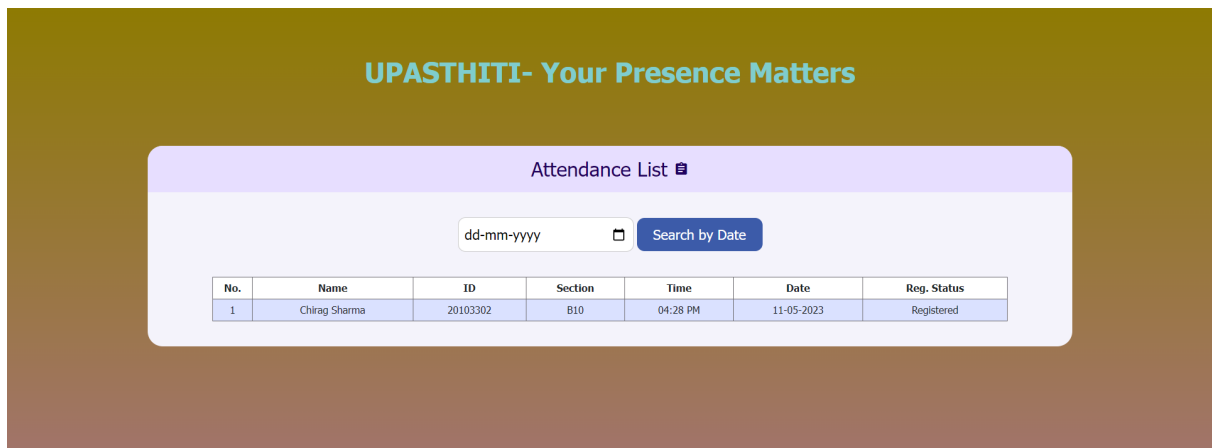 UPASTHITI- Your Presence Matters
Attendance List
dd-mm-yyyy Search by Date
No. Name ID Section Time Date Reg. Status
1 Chirag Sharma 20103302 B10 04:28 PM 11-05-2023 Registered